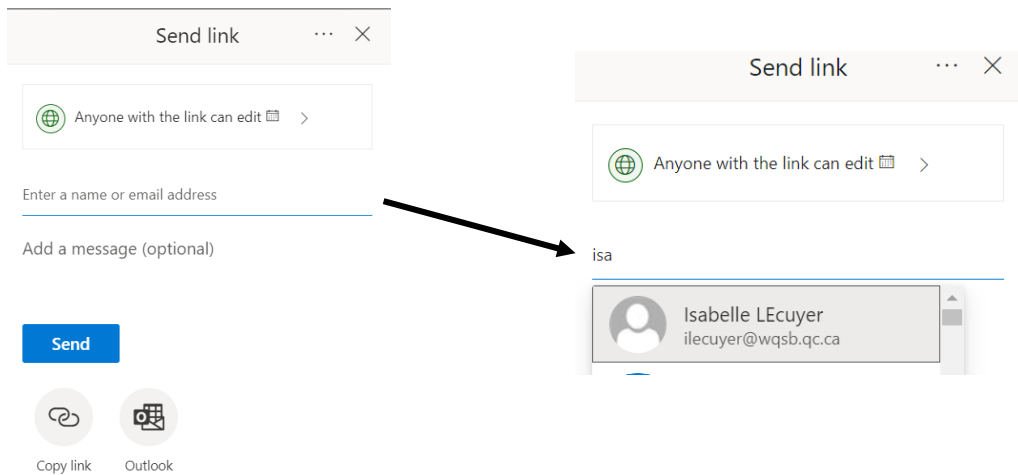 Send link
Anyone with the link can edit
Enter a name or email address
Add a message (optional)
Send
Copy link
Outlook
Send link
Anyone with the link can edit
isa
Isabelle LEcuyer
ilecuyer@wqsb.qc.ca